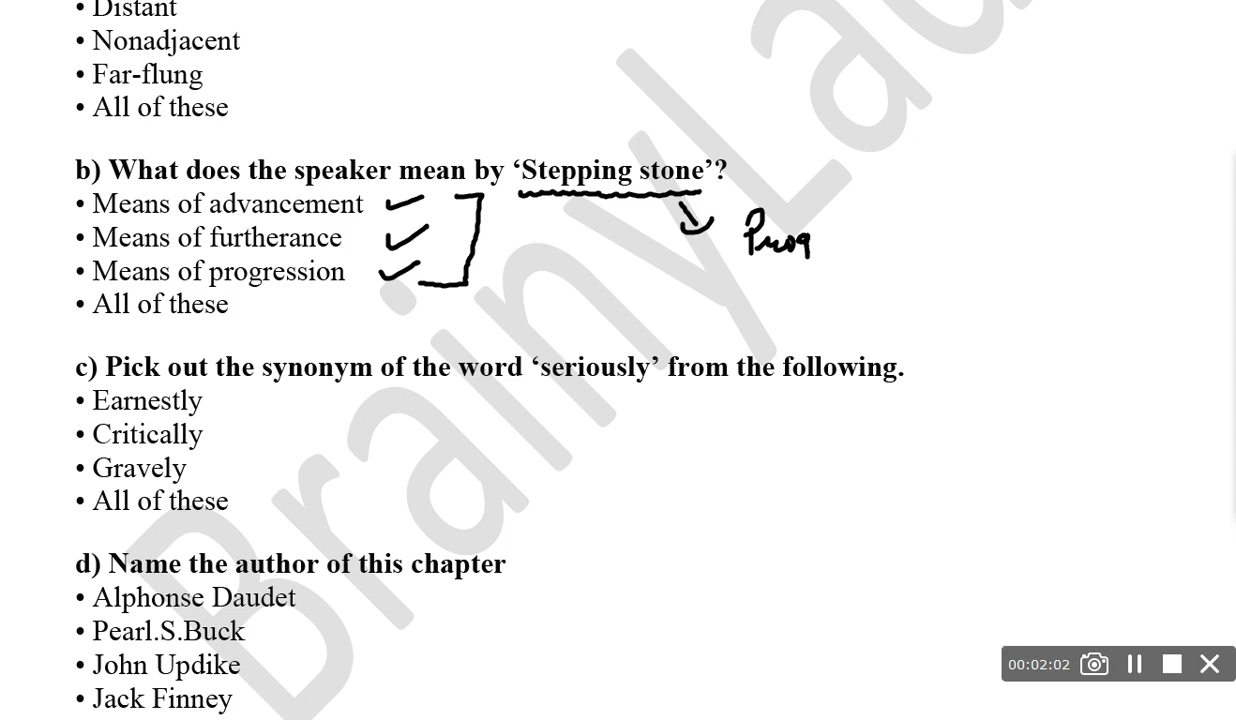 • Distant
• Nonadjacent
• Far-flung
• All of these
b) What does the speaker mean by ‘Stepping stone’?
• Means of advancement
• Means of furtherance
• Means of progression
• All of these
Prog
c) Pick out the synonym of the word ‘seriously’ from the following.
• Earnestly
• Critically
• Gravely
• All of these
d) Name the author of this chapter
• Alphonse Daudet
• Pearl.S.Buck
• John Updike
• Jack Finney
00:02:02